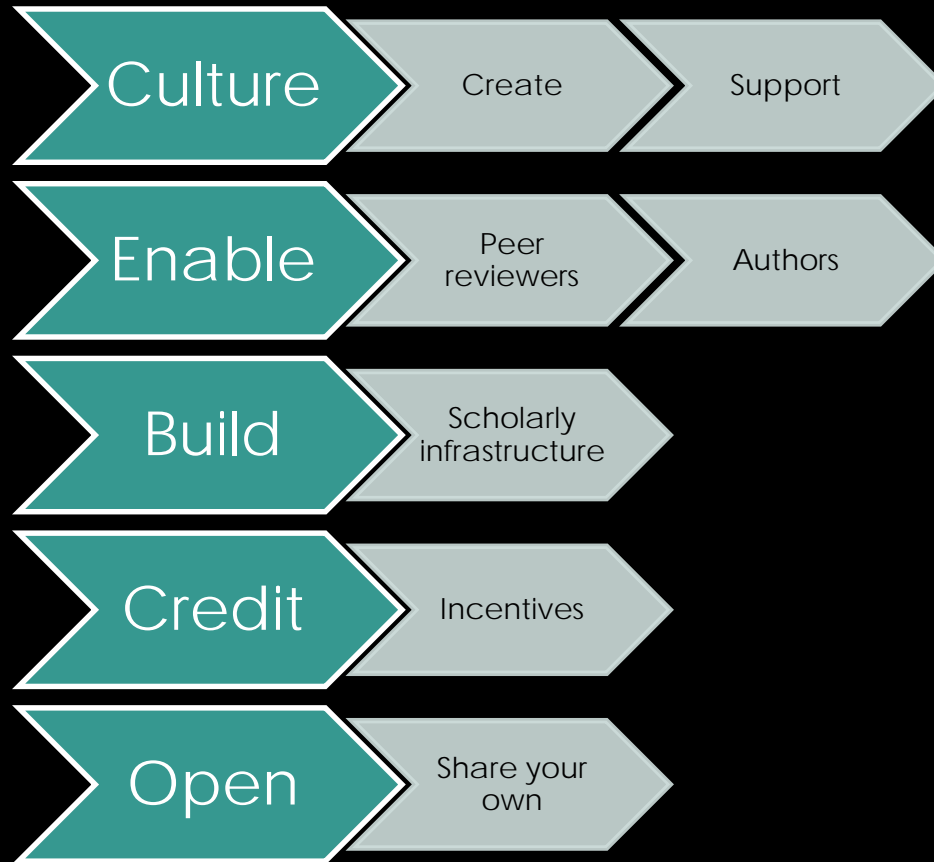 Culture
Create
Support
Enable
Peer
reviewers
Authors
Build
Scholarly
infrastructure
Credit
Incentives
Open
Share your
own